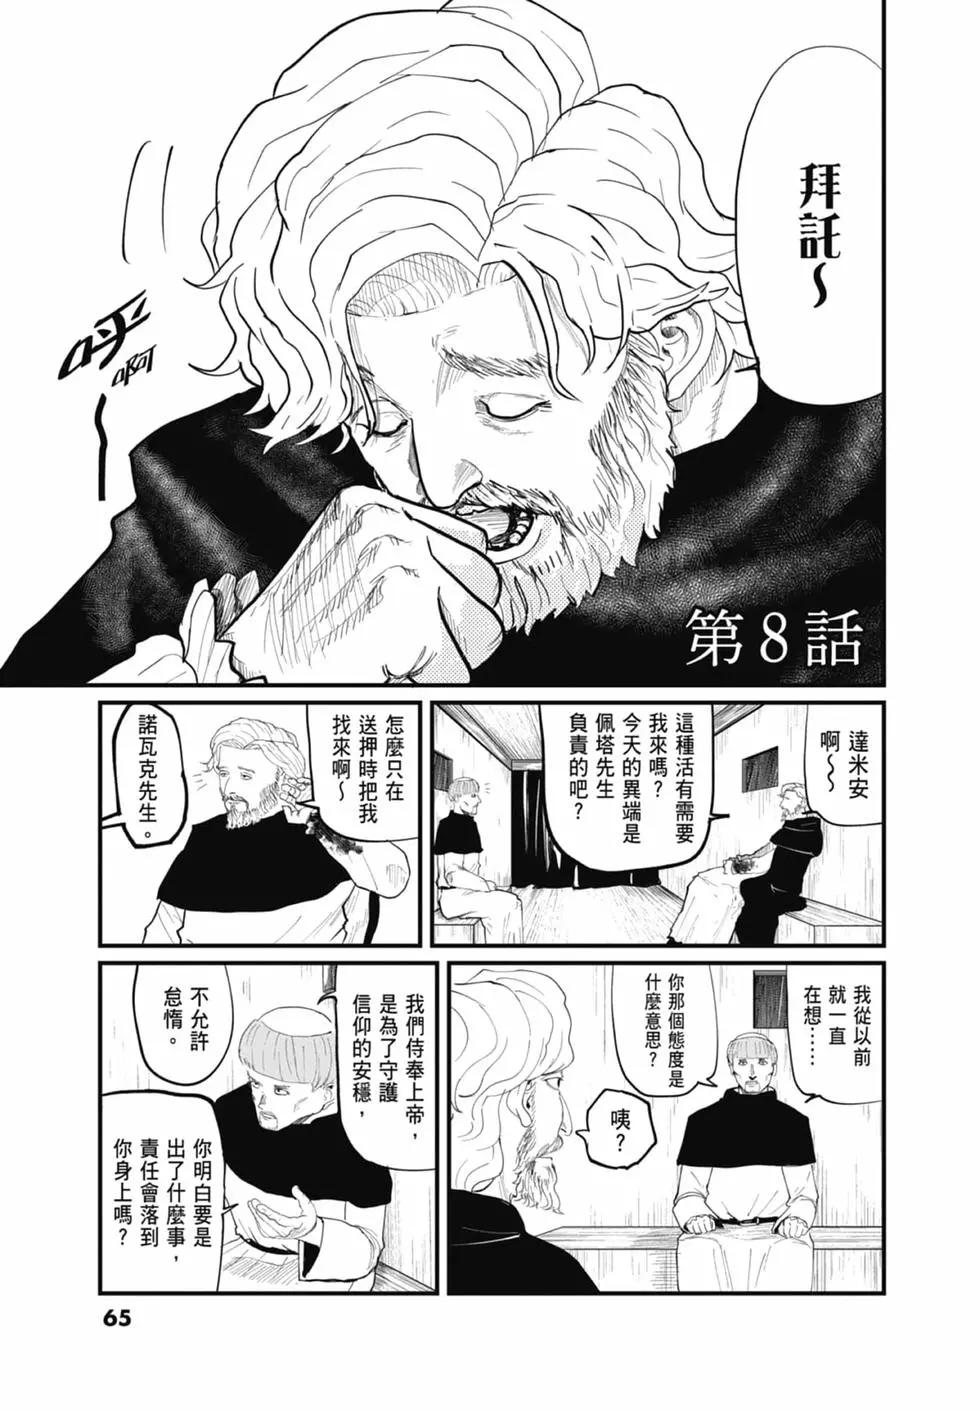 拜託～
呼
啊
第8話
達米安
啊～～
這種活有需要
我來嗎？
今天的異端是
佩塔先生
負責的吧？
怎麼只在
送押時把我
找來啊～
諾瓦克先生。
我從以前
就一直
在想……
你那個態度是
什麼意思？
咦？
我們侍奉上帝，
是為了守護
信仰的安穩，
不允許
怠惰。
你明白要是
出了什麼事，
責任會落到
你身上嗎？
65